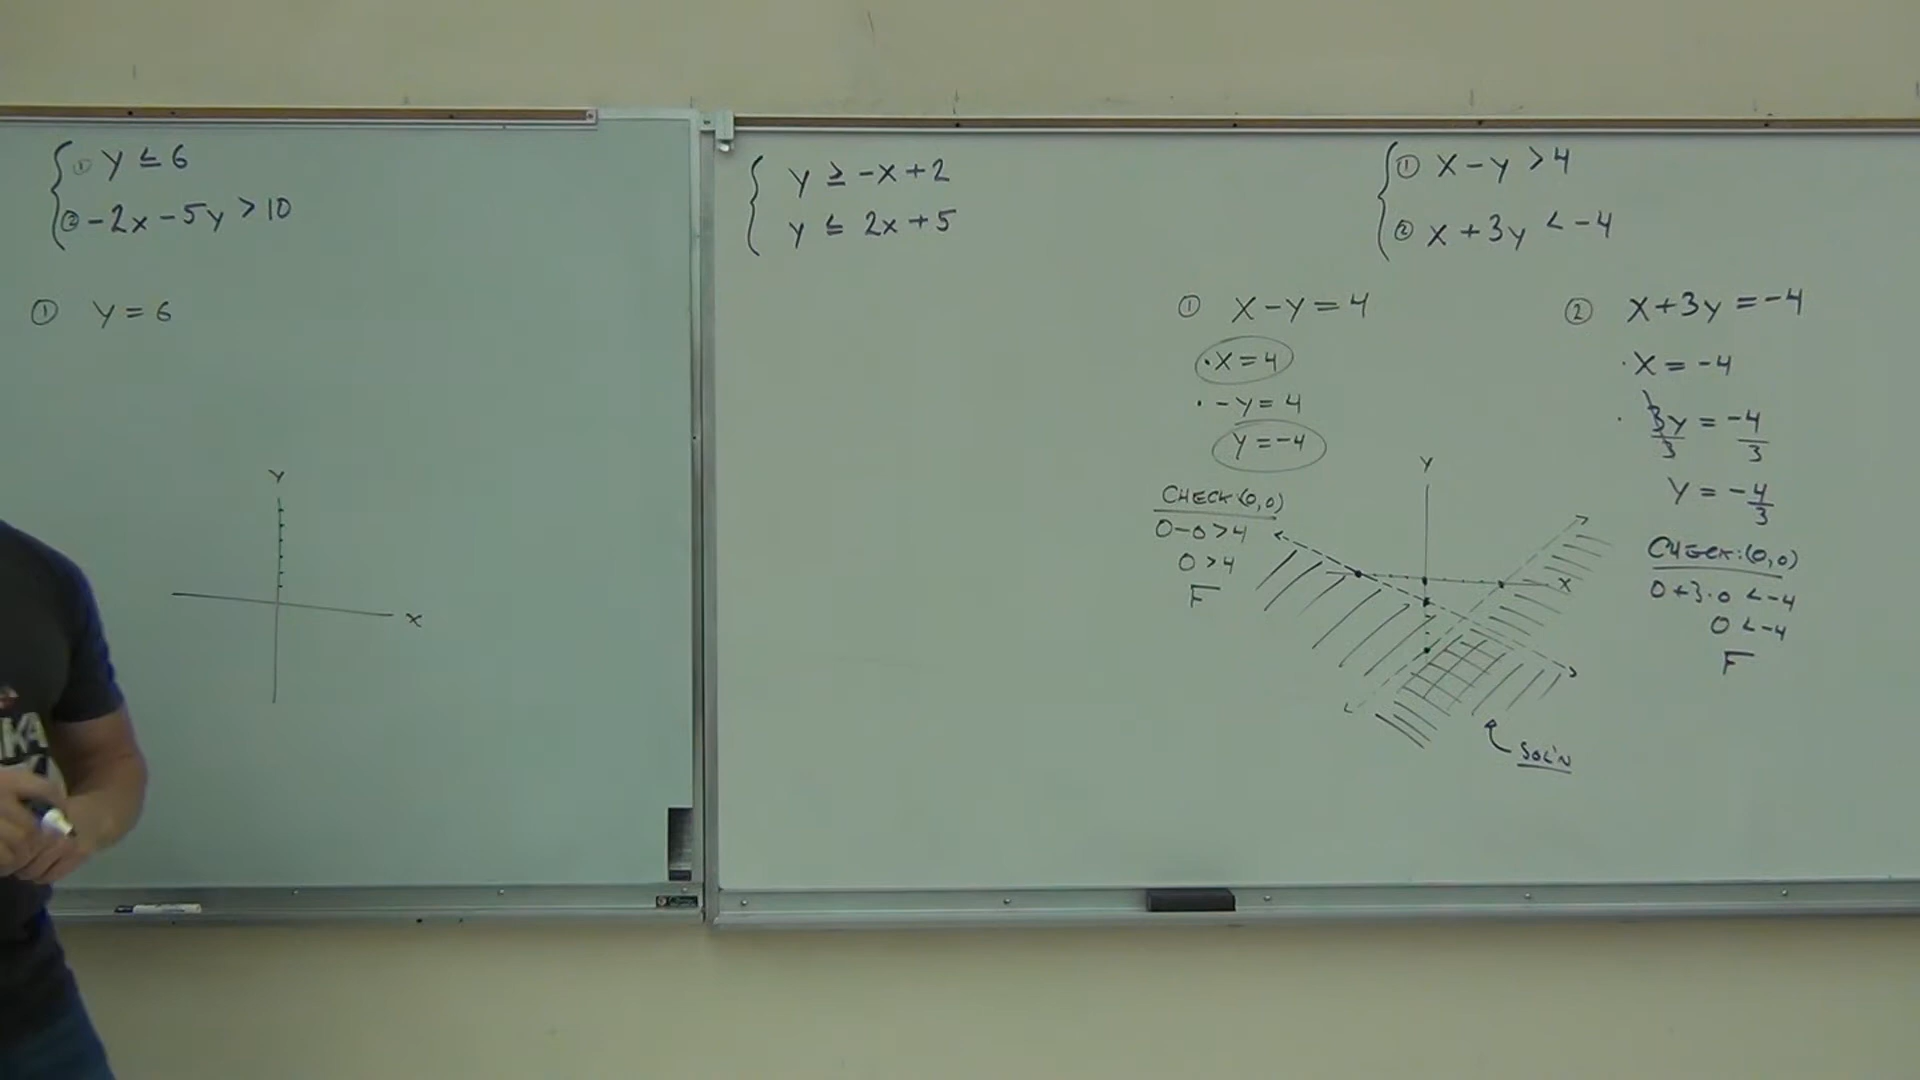 ① y ≤ 6
② -2x - 5y > 10
① y = 6
Y
X
y ≥ -x + 2
y ≤ 2x + 5
① x - y > 4
② x + 3y < -4
① x - y = 4
· x = 4
· -y = 4
y = -4
CHECK: (0,0)
0 - 0 > 4
0 > 4
F
② x + 3y = -4
· x = -4
· 3y/3 = -4/3
y = -4/3
CHECK: (0,0)
0 + 3·0 < -4
0 < -4
F
Y
X
SOL'N